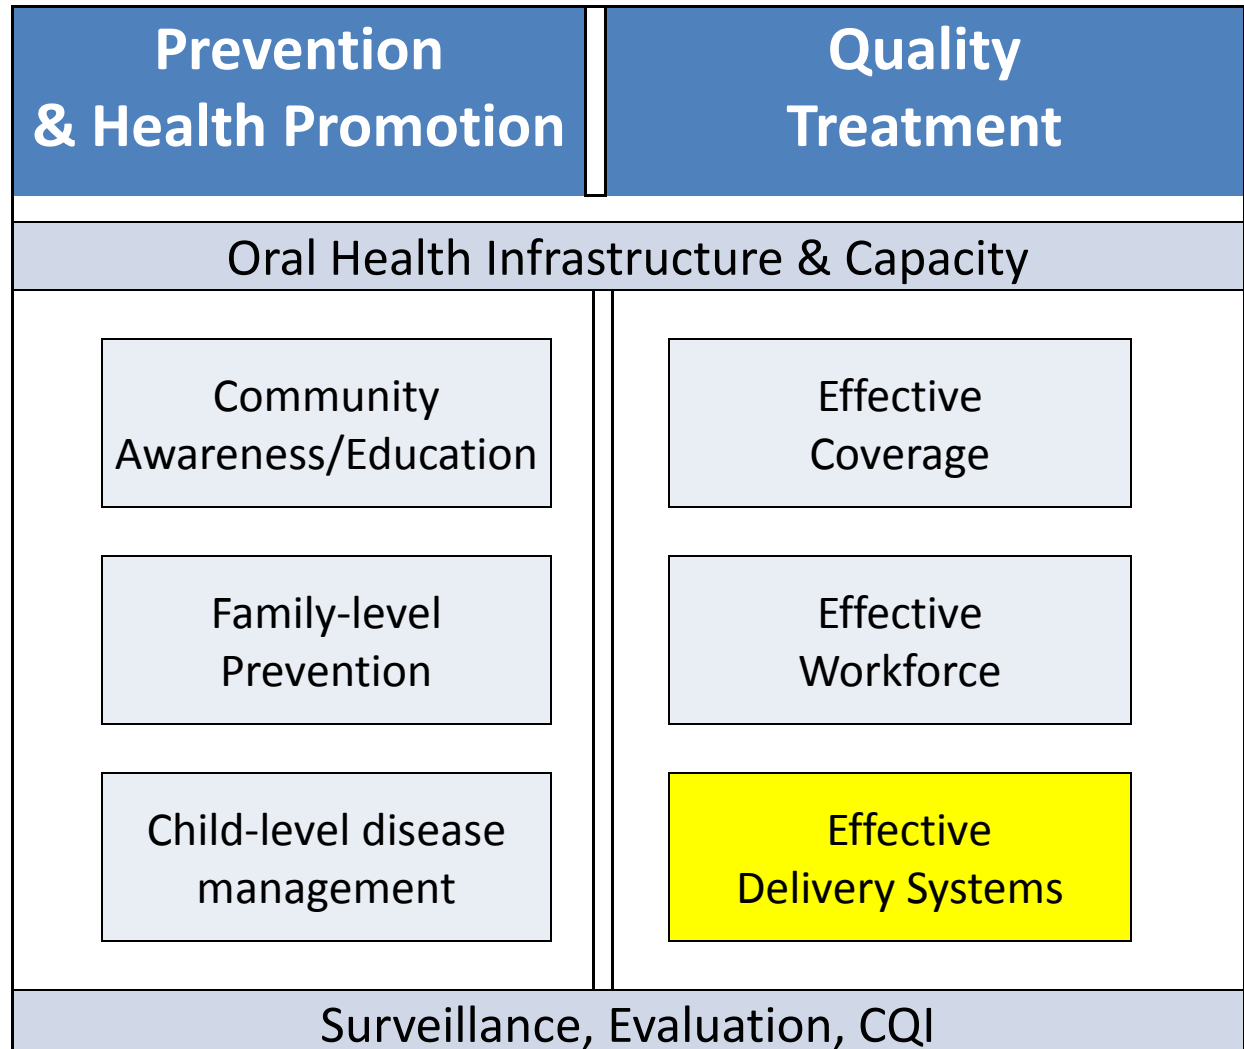 Prevention
& Health Promotion
Quality
Treatment
Oral Health Infrastructure & Capacity
Community
Awareness/Education
Family-level
Prevention
Child-level disease
management
Effective
Coverage
Effective
Workforce
Effective
Delivery Systems
Surveillance, Evaluation, CQI